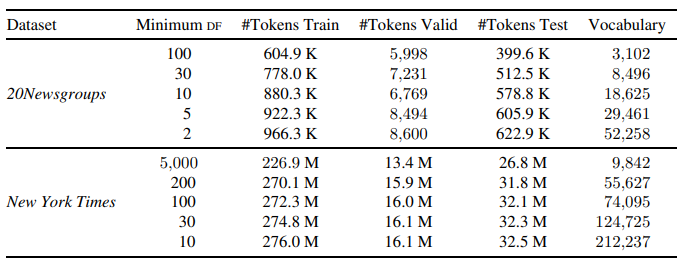 Dataset Minimum DF #Tokens Train #Tokens Valid #Tokens Test Vocabulary
100 604.9 K 5,998 399.6 K 3,102
30 778.0 K 7,231 512.5 K 8,496
20Newsgroups 10 880.3 K 6,769 578.8 K 18,625
5 922.3 K 8,494 605.9 K 29,461
2 966.3 K 8,600 622.9 K 52,258
5,000 226.9 M 13.4 M 26.8 M 9,842
200 270.1 M 15.9 M 31.8 M 55,627
New York Times 100 272.3 M 16.0 M 32.1 M 74,095
30 274.8 M 16.1 M 32.3 M 124,725
10 276.0 M 16.1 M 32.5 M 212,237